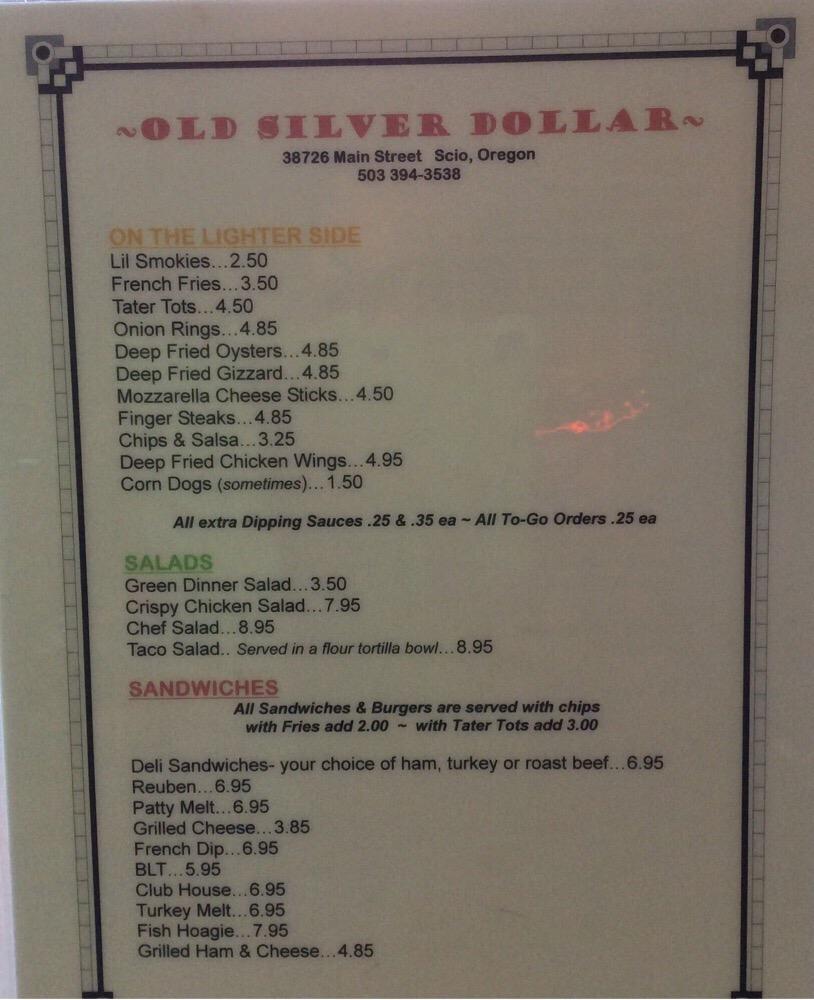 ~OLD SILVER DOLLAR~
38726 Main Street Scio, Oregon
503 394-3538
ON THE LIGHTER SIDE
Lil Smokies...2.50
French Fries...3.50
Tater Tots...4.50
Onion Rings...4.85
Deep Fried Oysters...4.85
Deep Fried Gizzard...4.85
Mozzarella Cheese Sticks...4.50
Finger Steaks...4.85
Chips & Salsa...3.25
Deep Fried Chicken Wings...4.95
Corn Dogs (sometimes)...1.50
All extra Dipping Sauces .25 & .35 ea ~ All To-Go Orders .25 ea
SALADS
Green Dinner Salad...3.50
Crispy Chicken Salad...7.95
Chef Salad...8.95
Taco Salad.. Served in a flour tortilla bowl...8.95
SANDWICHES
All Sandwiches & Burgers are served with chips
with Fries add 2.00 ~ with Tater Tots add 3.00
Deli Sandwiches- your choice of ham, turkey or roast beef...6.95
Reuben...6.95
Patty Melt...6.95
Grilled Cheese...3.85
French Dip...6.95
BLT...5.95
Club House...6.95
Turkey Melt...6.95
Fish Hoagie...7.95
Grilled Ham & Cheese...4.85